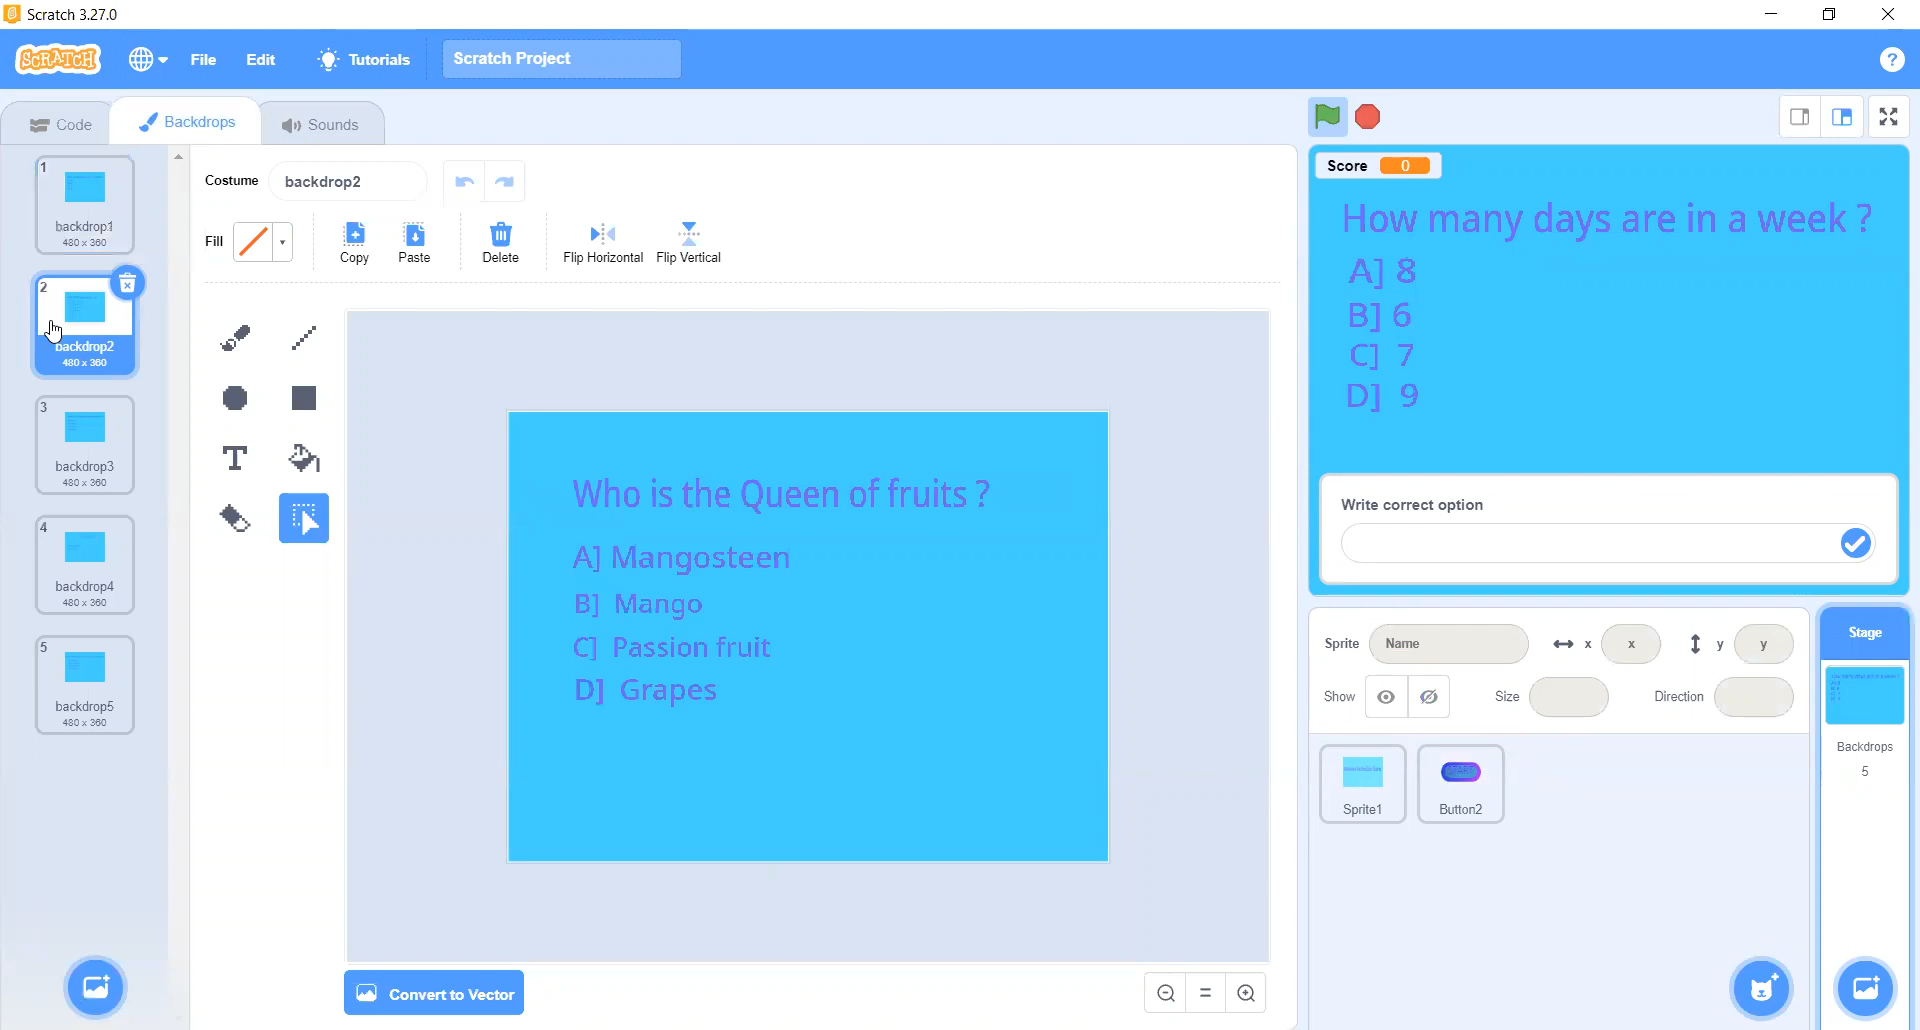 Scratch 3.27.0
SCRATCH File Edit Tutorials Scratch Project ?
Code Backdrops Sounds
1
backdrop1
480 x 360
2
backdrop2
480 x 360
3
backdrop3
480 x 360
4
backdrop4
480 x 360
5
backdrop5
480 x 360
Costume backdrop2
Fill Copy Paste Delete Flip Horizontal Flip Vertical
T
Who is the Queen of fruits ?
A] Mangosteen
B] Mango
C] Passion fruit
D] Grapes
Convert to Vector
Score 0
How many days are in a week ?
A] 8
B] 6
C] 7
D] 9
Write correct option
Sprite Name x x y y
Show Size Direction
Sprite1 Button2
Stage
Backdrops
5